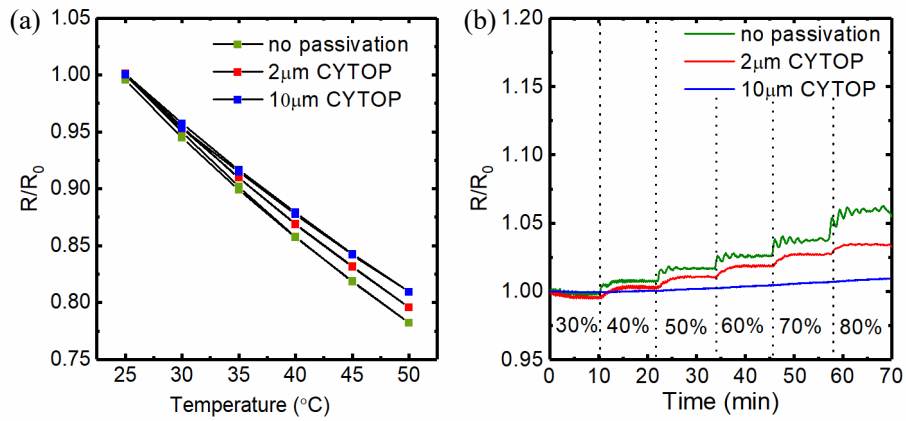 (a)
no passivation
2μm CYTOP
10μm CYTOP
R/R0
1.00
0.95
0.90
0.85
0.80
0.75
25 30 35 40 45 50
Temperature (°C)
(b)
no passivation
2μm CYTOP
10μm CYTOP
R/R0
1.20
1.15
1.10
1.05
1.00
0.95
30% 40% 50% 60% 70% 80%
0 10 20 30 40 50 60 70
Time (min)